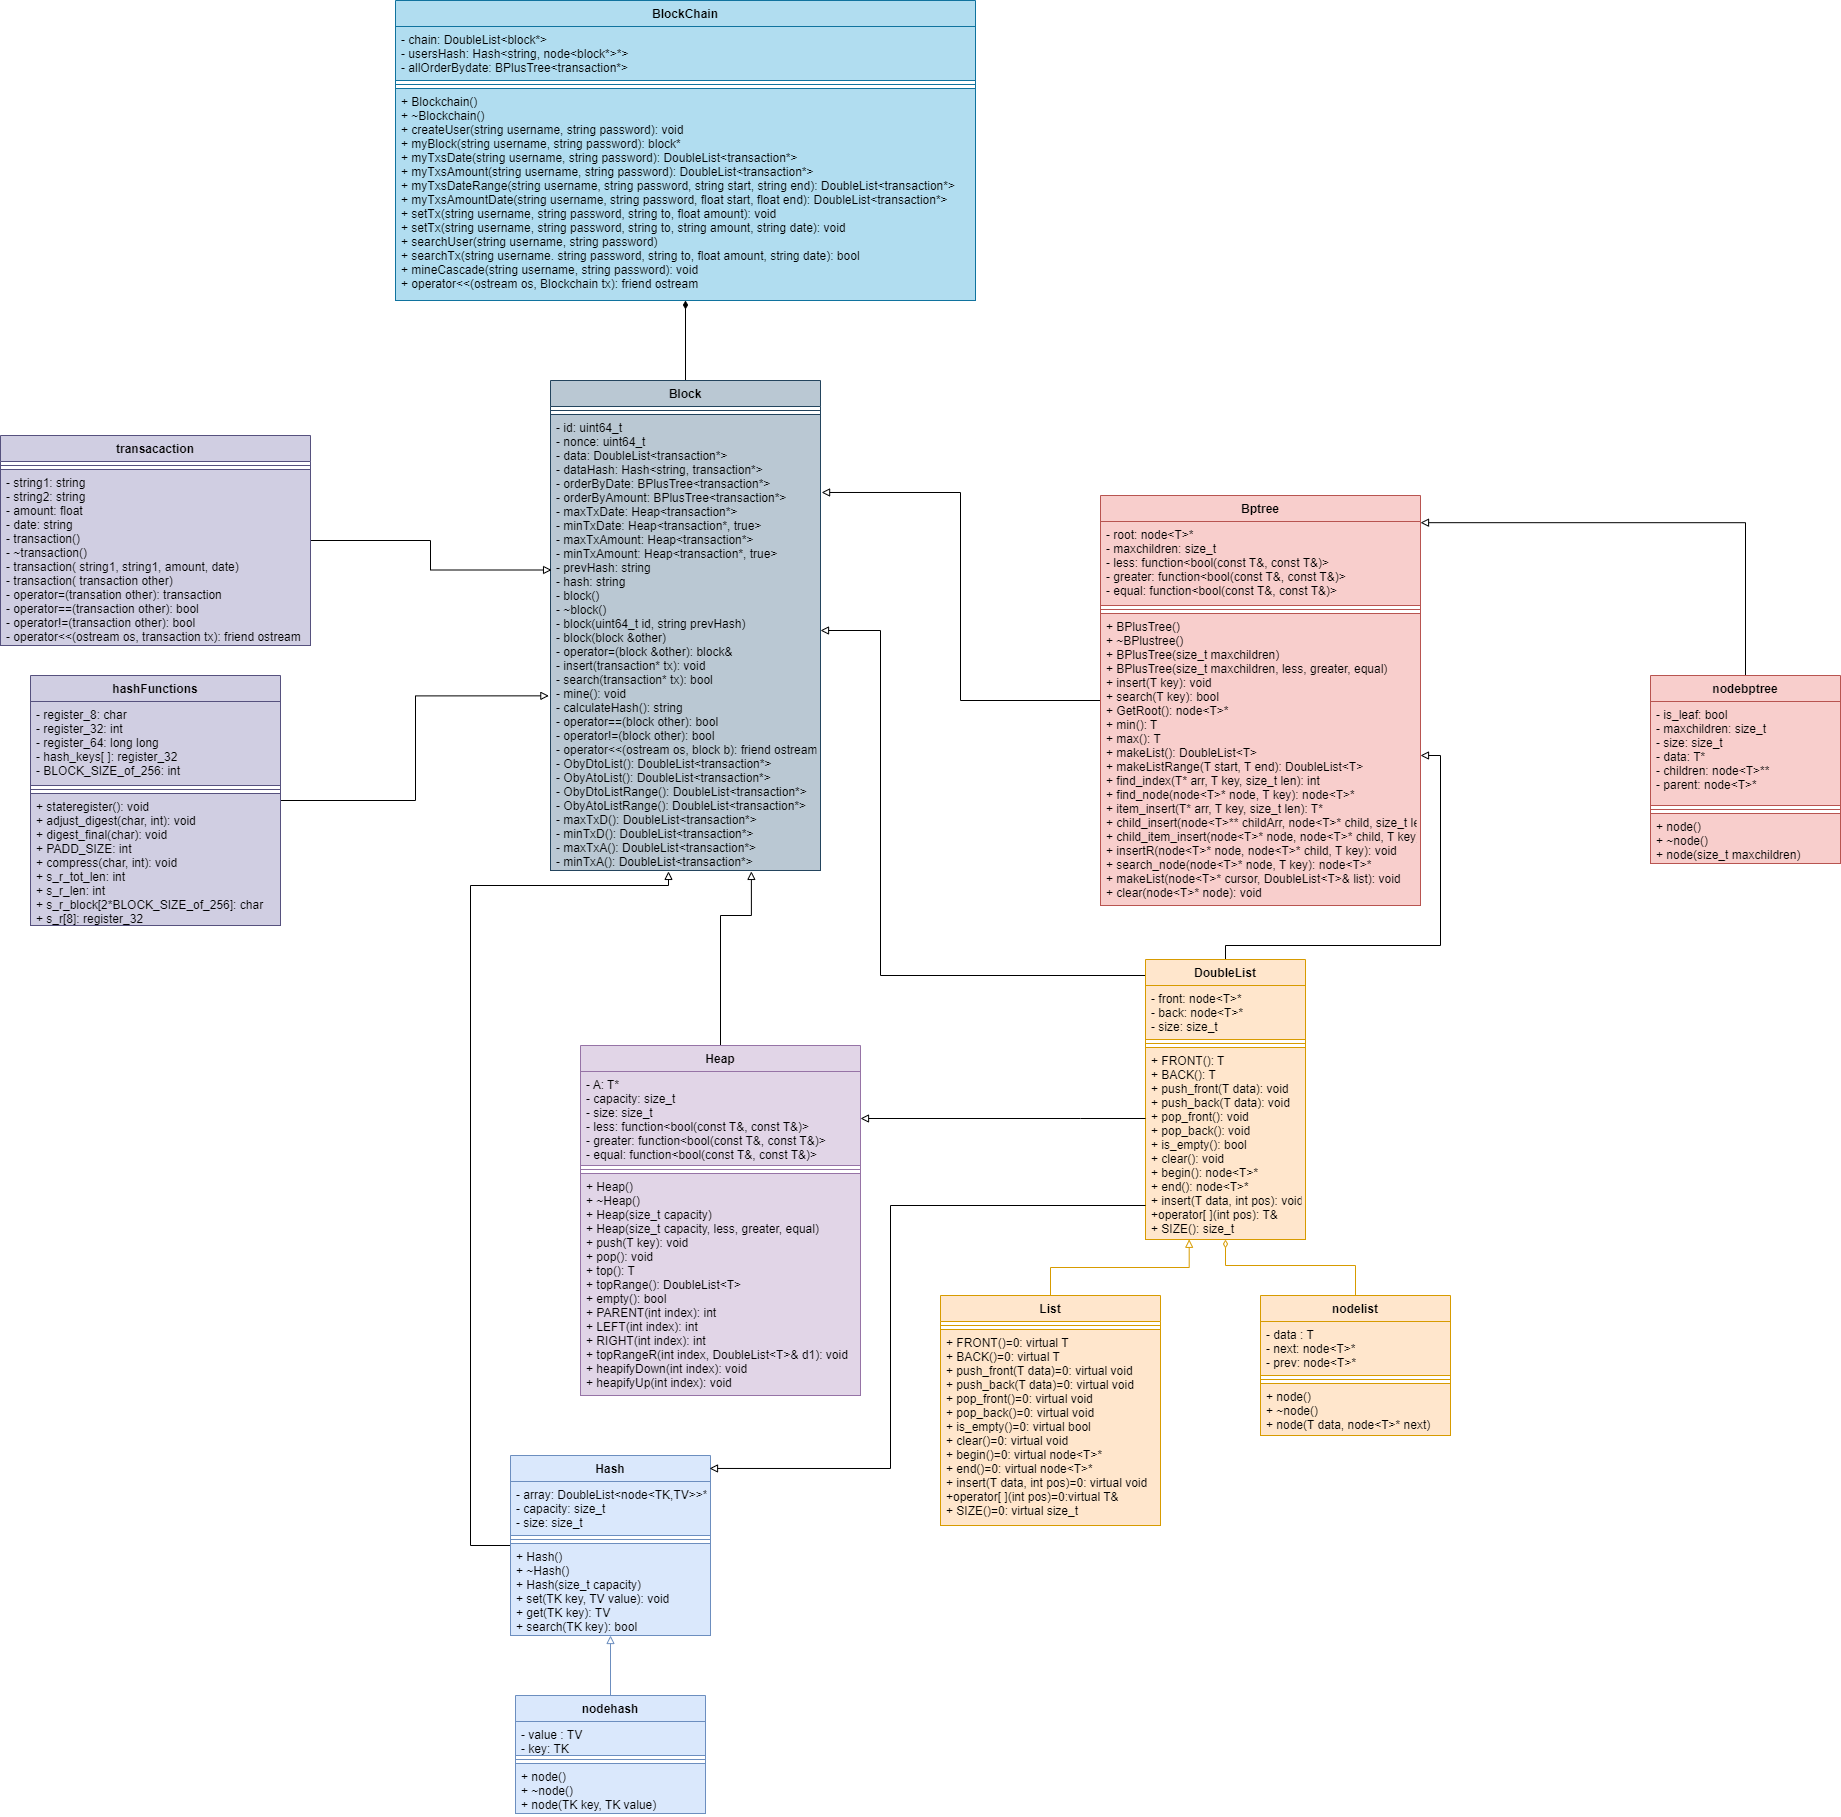 BlockChain
- chain: DoubleList<block*>
- usersHash: Hash<string, node<block*>*>
- allOrderBydate: BPlusTree<transaction*>
+ Blockchain()
+ ~Blockchain()
+ createUser(string username, string password): void
+ myBlock(string username, string password): block*
+ myTxsDate(string username, string password): DoubleList<transaction*>
+ myTxsAmount(string username, string password): DoubleList<transaction*>
+ myTxsDateRange(string username, string password, string start, string end): DoubleList<transaction*>
+ myTxsAmountDate(string username, string password, float start, float end): DoubleList<transaction*>
+ setTx(string username, string password, string to, float amount): void
+ setTx(string username, string password, string to, string amount, string date): void
+ searchUser(string username, string password)
+ searchTx(string username. string password, string to, float amount, string date): bool
+ mineCascade(string username, string password): void
+ operator<<(ostream os, Blockchain tx): friend ostream
Block
- id: uint64_t
- nonce: uint64_t
- data: DoubleList<transaction*>
- dataHash: Hash<string, transaction*>
- orderByDate: BPlusTree<transaction*>
- orderByAmount: BPlusTree<transaction*>
- maxTxDate: Heap<transaction*>
- minTxDate: Heap<transaction*, true>
- maxTxAmount: Heap<transaction*>
- minTxAmount: Heap<transaction*, true>
- prevHash: string
- hash: string
- block()
- ~block()
- block(uint64_t id, string prevHash)
- block(block &other)
- operator=(block &other): block&
- insert(transaction* tx): void
- search(transaction* tx): bool
- mine(): void
- calculateHash(): string
- operator==(block other): bool
- operator!=(block other): bool
- operator<<(ostream os, block b): friend ostream
- ObyDtoList(): DoubleList<transaction*>
- ObyAtoList(): DoubleList<transaction*>
- ObyDtoListRange(): DoubleList<transaction*>
- ObyAtoListRange(): DoubleList<transaction*>
- maxTxD(): DoubleList<transaction*>
- minTxD(): DoubleList<transaction*>
- maxTxA(): DoubleList<transaction*>
- minTxA(): DoubleList<transaction*>
transacaction
- string1: string
- string2: string
- amount: float
- date: string
- transaction()
- ~transaction()
- transaction( string1, string1, amount, date)
- transaction( transaction other)
- operator=(transation other): transaction
- operator==(transation other): bool
- operator!=(transaction other): bool
- operator<<(ostream os, transaction tx): friend ostream
hashFunctions
- register_8: char
- register_32: int
- register_64: long long
- hash_keys[ ]: register_32
- BLOCK_SIZE_of_256: int
+ stateregister(): void
+ adjust_digest(char, int): void
+ digest_final(char): void
+ PADD_SIZE: int
+ compress(char, int): void
+ s_r_tot_len: int
+ s_r_len: int
+ s_r_block[2*BLOCK_SIZE_of_256]: char
+ s_r[8]: register_32
Bptree
- root: node<T>*
- maxchildren: size_t
- less: function<bool(const T&, const T&)>
- greater: function<bool(const T&, const T&)>
- equal: function<bool(const T&, const T&)>
+ BPlusTree()
+ ~BPlustree()
+ BPlusTree(size_t maxchildren)
+ BPlusTree(size_t maxchildren, less, greater, equal)
+ insert(T key): void
+ search(T key): bool
+ GetRoot(): node<T>*
+ min(): T
+ max(): T
+ makeList(): DoubleList<T>
+ makeListRange(T start, T end): DoubleList<T>
+ find_index(T* arr, T key, size_t len): int
+ find_node(node<T>* node, T key): node<T>*
+ item_insert(T* arr, T key, size_t len): T*
+ child_insert(node<T>** childArr, node<T>* child, size_t
+ child_item_insert(node<T>* node, node<T>* child, T key
+ insertR(node<T>* node, node<T>* child, T key): void
+ search_node(node<T>* node, T key): node<T>*
+ makeList(node<T>* cursor, DoubleList<T>& list): void
+ clear(node<T>* node): void
nodebptree
- is_leaf: bool
- maxchildren: size_t
- size: size_t
- data: T*
- children: node<T>**
- parent: node<T>*
+ node()
+ ~node()
+ node(size_t maxchildren)
DoubleList
- front: node<T>*
- back: node<T>*
- size: size_t
+ FRONT(): T
+ BACK(): T
+ push_front(T data): void
+ push_back(T data): void
+ pop_front(): void
+ pop_back(): void
+ is_empty(): bool
+ clear(): void
+ begin(): node<T>*
+ end(): node<T>*
+ insert(T data, int pos): void
+operator[ ](int pos): T&
+ SIZE(): size_t
Heap
- A: T*
- capacity: size_t
- size: size_t
- less: function<bool(const T&, const T&)>
- greater: function<bool(const T&, const T&)>
- equal: function<bool(const T&, const T&)>
+ Heap()
+ ~Heap()
+ Heap(size_t capacity)
+ Heap(size_t capacity, less, greater, equal)
+ push(T key): void
+ pop(): void
+ top(): T
+ topRange(): DoubleList<T>
+ empty(): bool
+ PARENT(int index): int
+ LEFT(int index): int
+ RIGHT(int index): int
+ topRangeR(int index, DoubleList<T>& d1): void
+ heapifyDown(int index): void
+ heapifyUp(int index): void
List
+ FRONT()=0: virtual T
+ BACK()=0: virtual T
+ push_front(T data)=0: virtual void
+ push_back(T data)=0: virtual void
+ pop_front()=0: virtual void
+ pop_back()=0: virtual void
+ is_empty()=0: virtual bool
+ clear()=0: virtual void
+ begin()=0: virtual node<T>*
+ end()=0: virtual node<T>*
+ insert(T data, int pos)=0: virtual void
+operator[ ](int pos)=0:virtual T&
+ SIZE()=0: virtual size_t
nodelist
- data : T
- next: node<T>*
- prev: node<T>*
+ node()
+ ~node()
+ node(T data, node<T>* next)
Hash
- array: DoubleList<node<TK,TV>>*
- capacity: size_t
- size: size_t
+ Hash()
+ ~Hash()
+ Hash(size_t capacity)
+ set(TK key, TV value): void
+ get(TK key): TV
+ search(TK key): bool
nodehash
- value : TV
- key: TK
+ node()
+ ~node()
+ node(TK key, TK value)